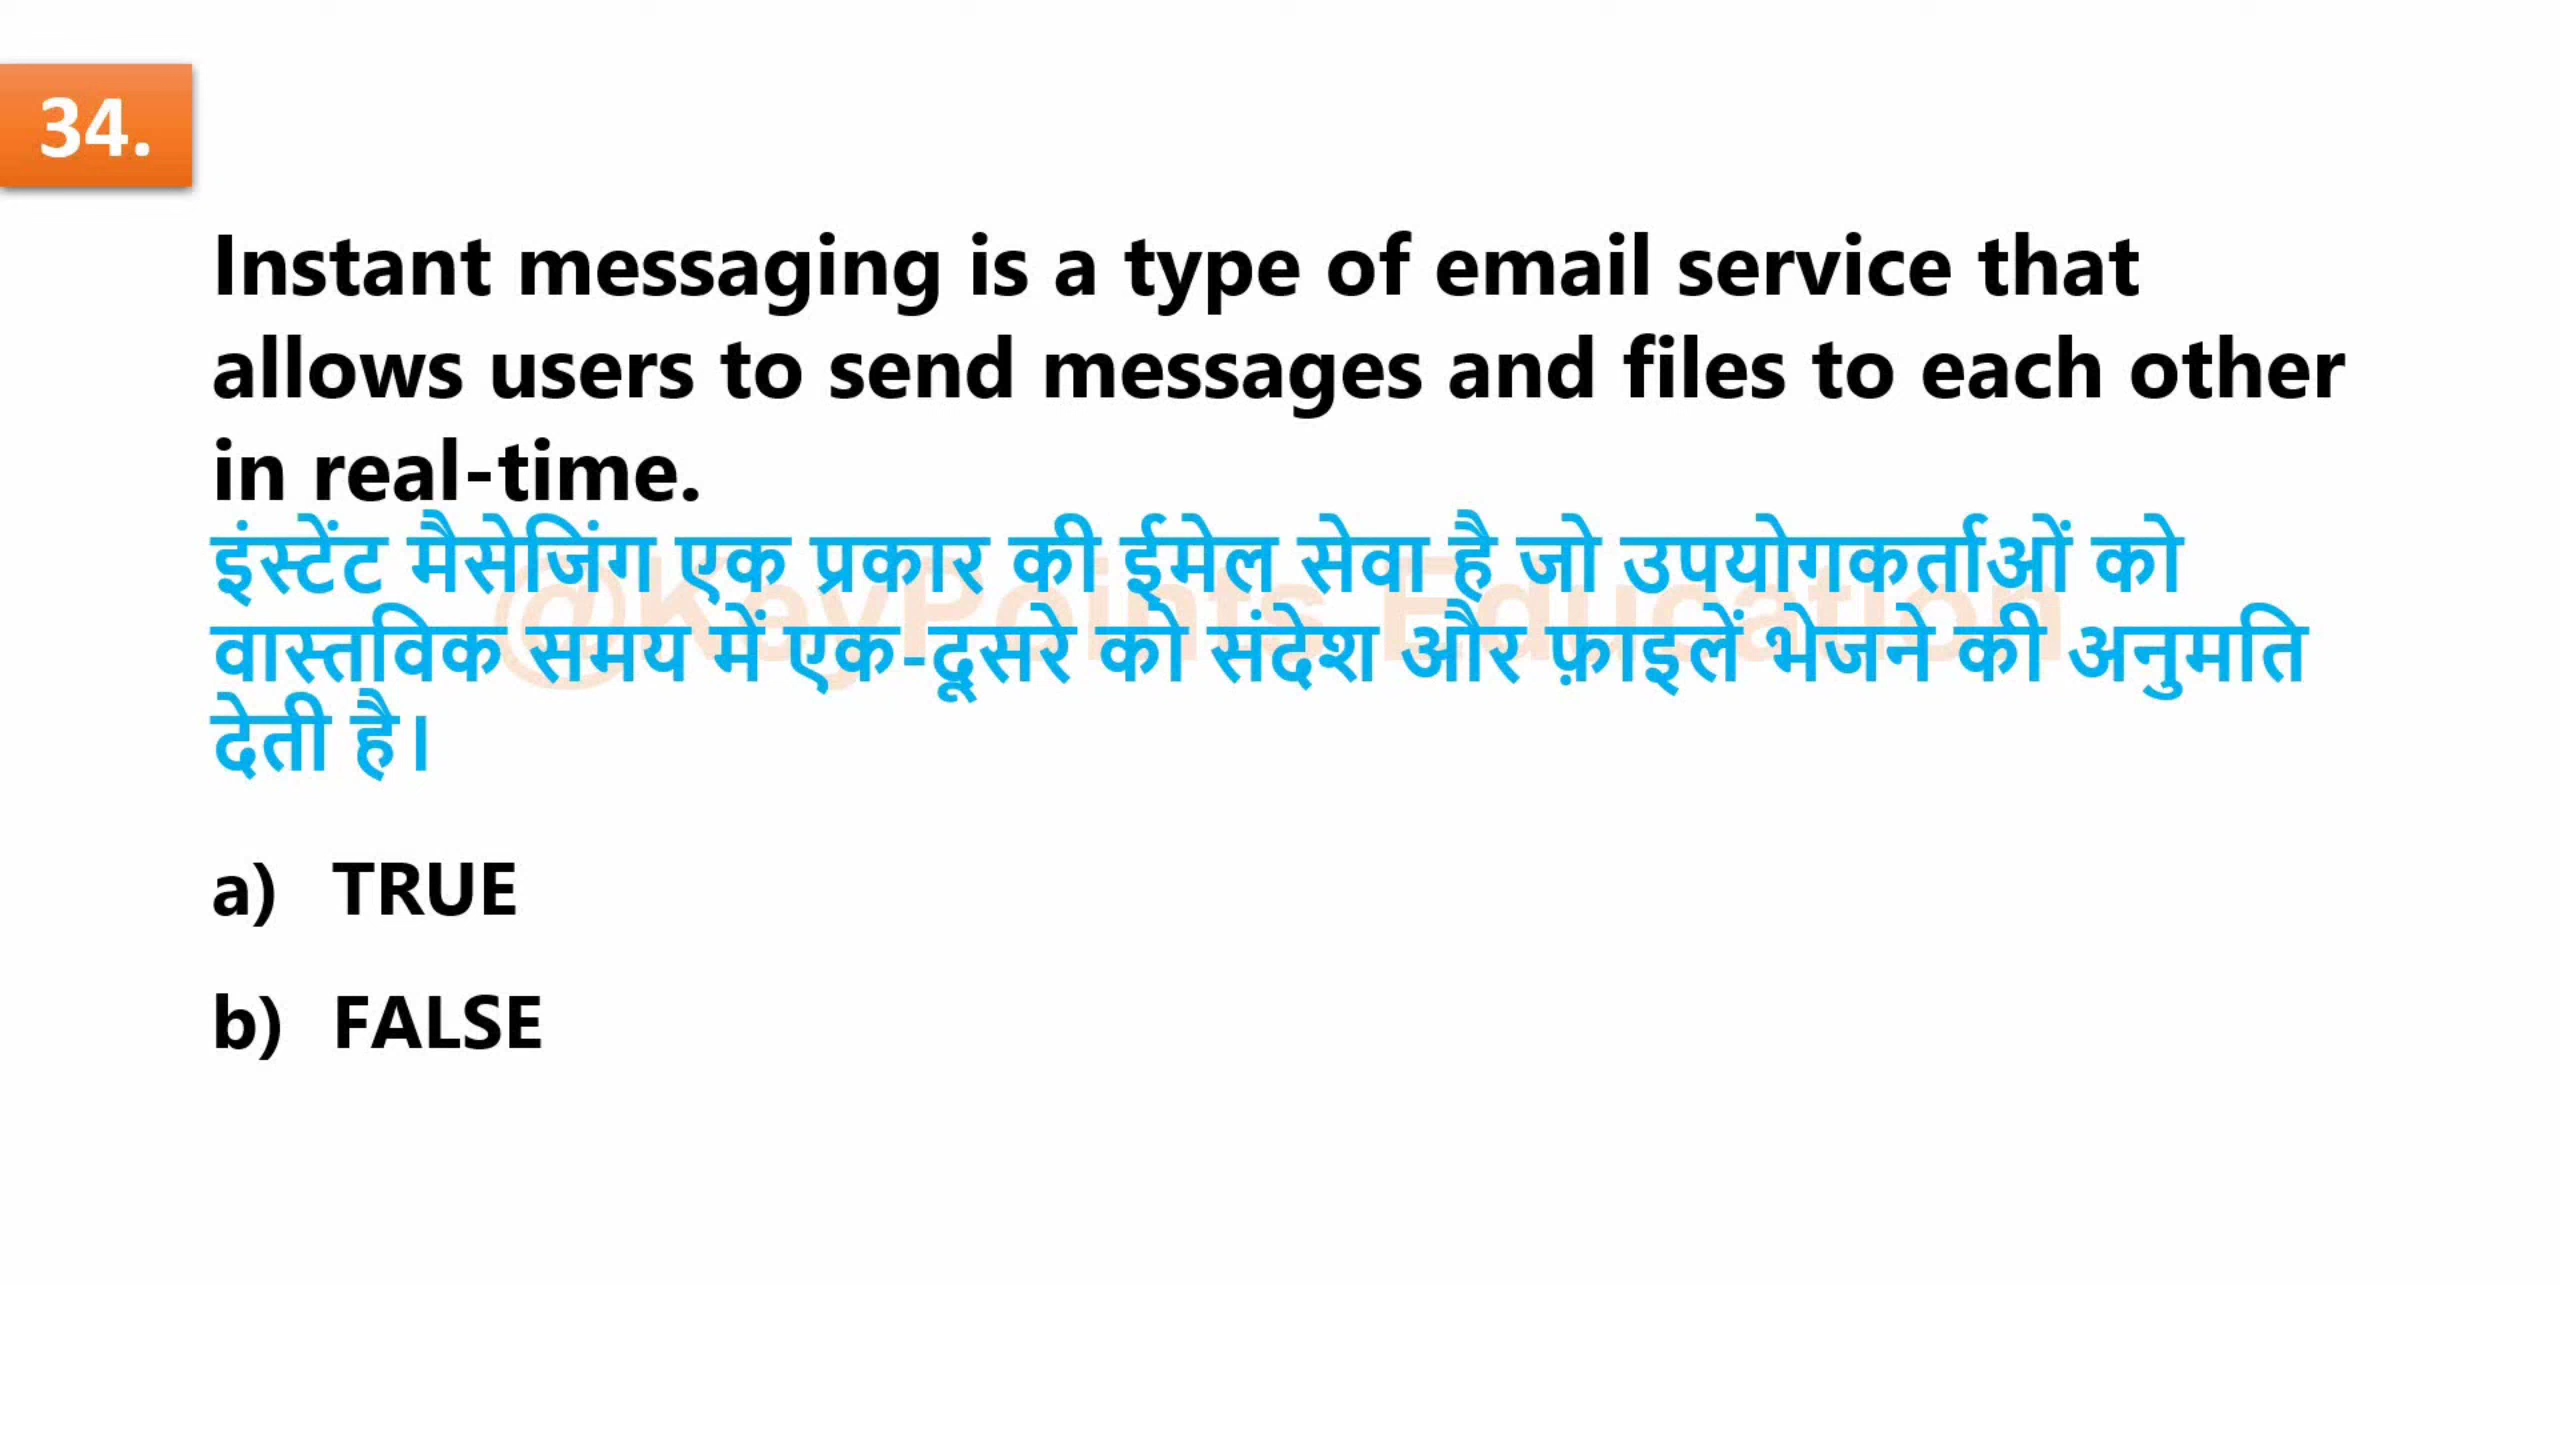 34.
Instant messaging is a type of email service that
allows users to send messages and files to each other
in real-time.
इंस्टेंट मैसेजिंग एक प्रकार की ईमेल सेवा है जो उपयोगकर्ताओं को
वास्तविक समय में एक-दूसरे को संदेश और फ़ाइलें भेजने की अनुमति
देती है।
@KeyPoints Education
a) TRUE
b) FALSE